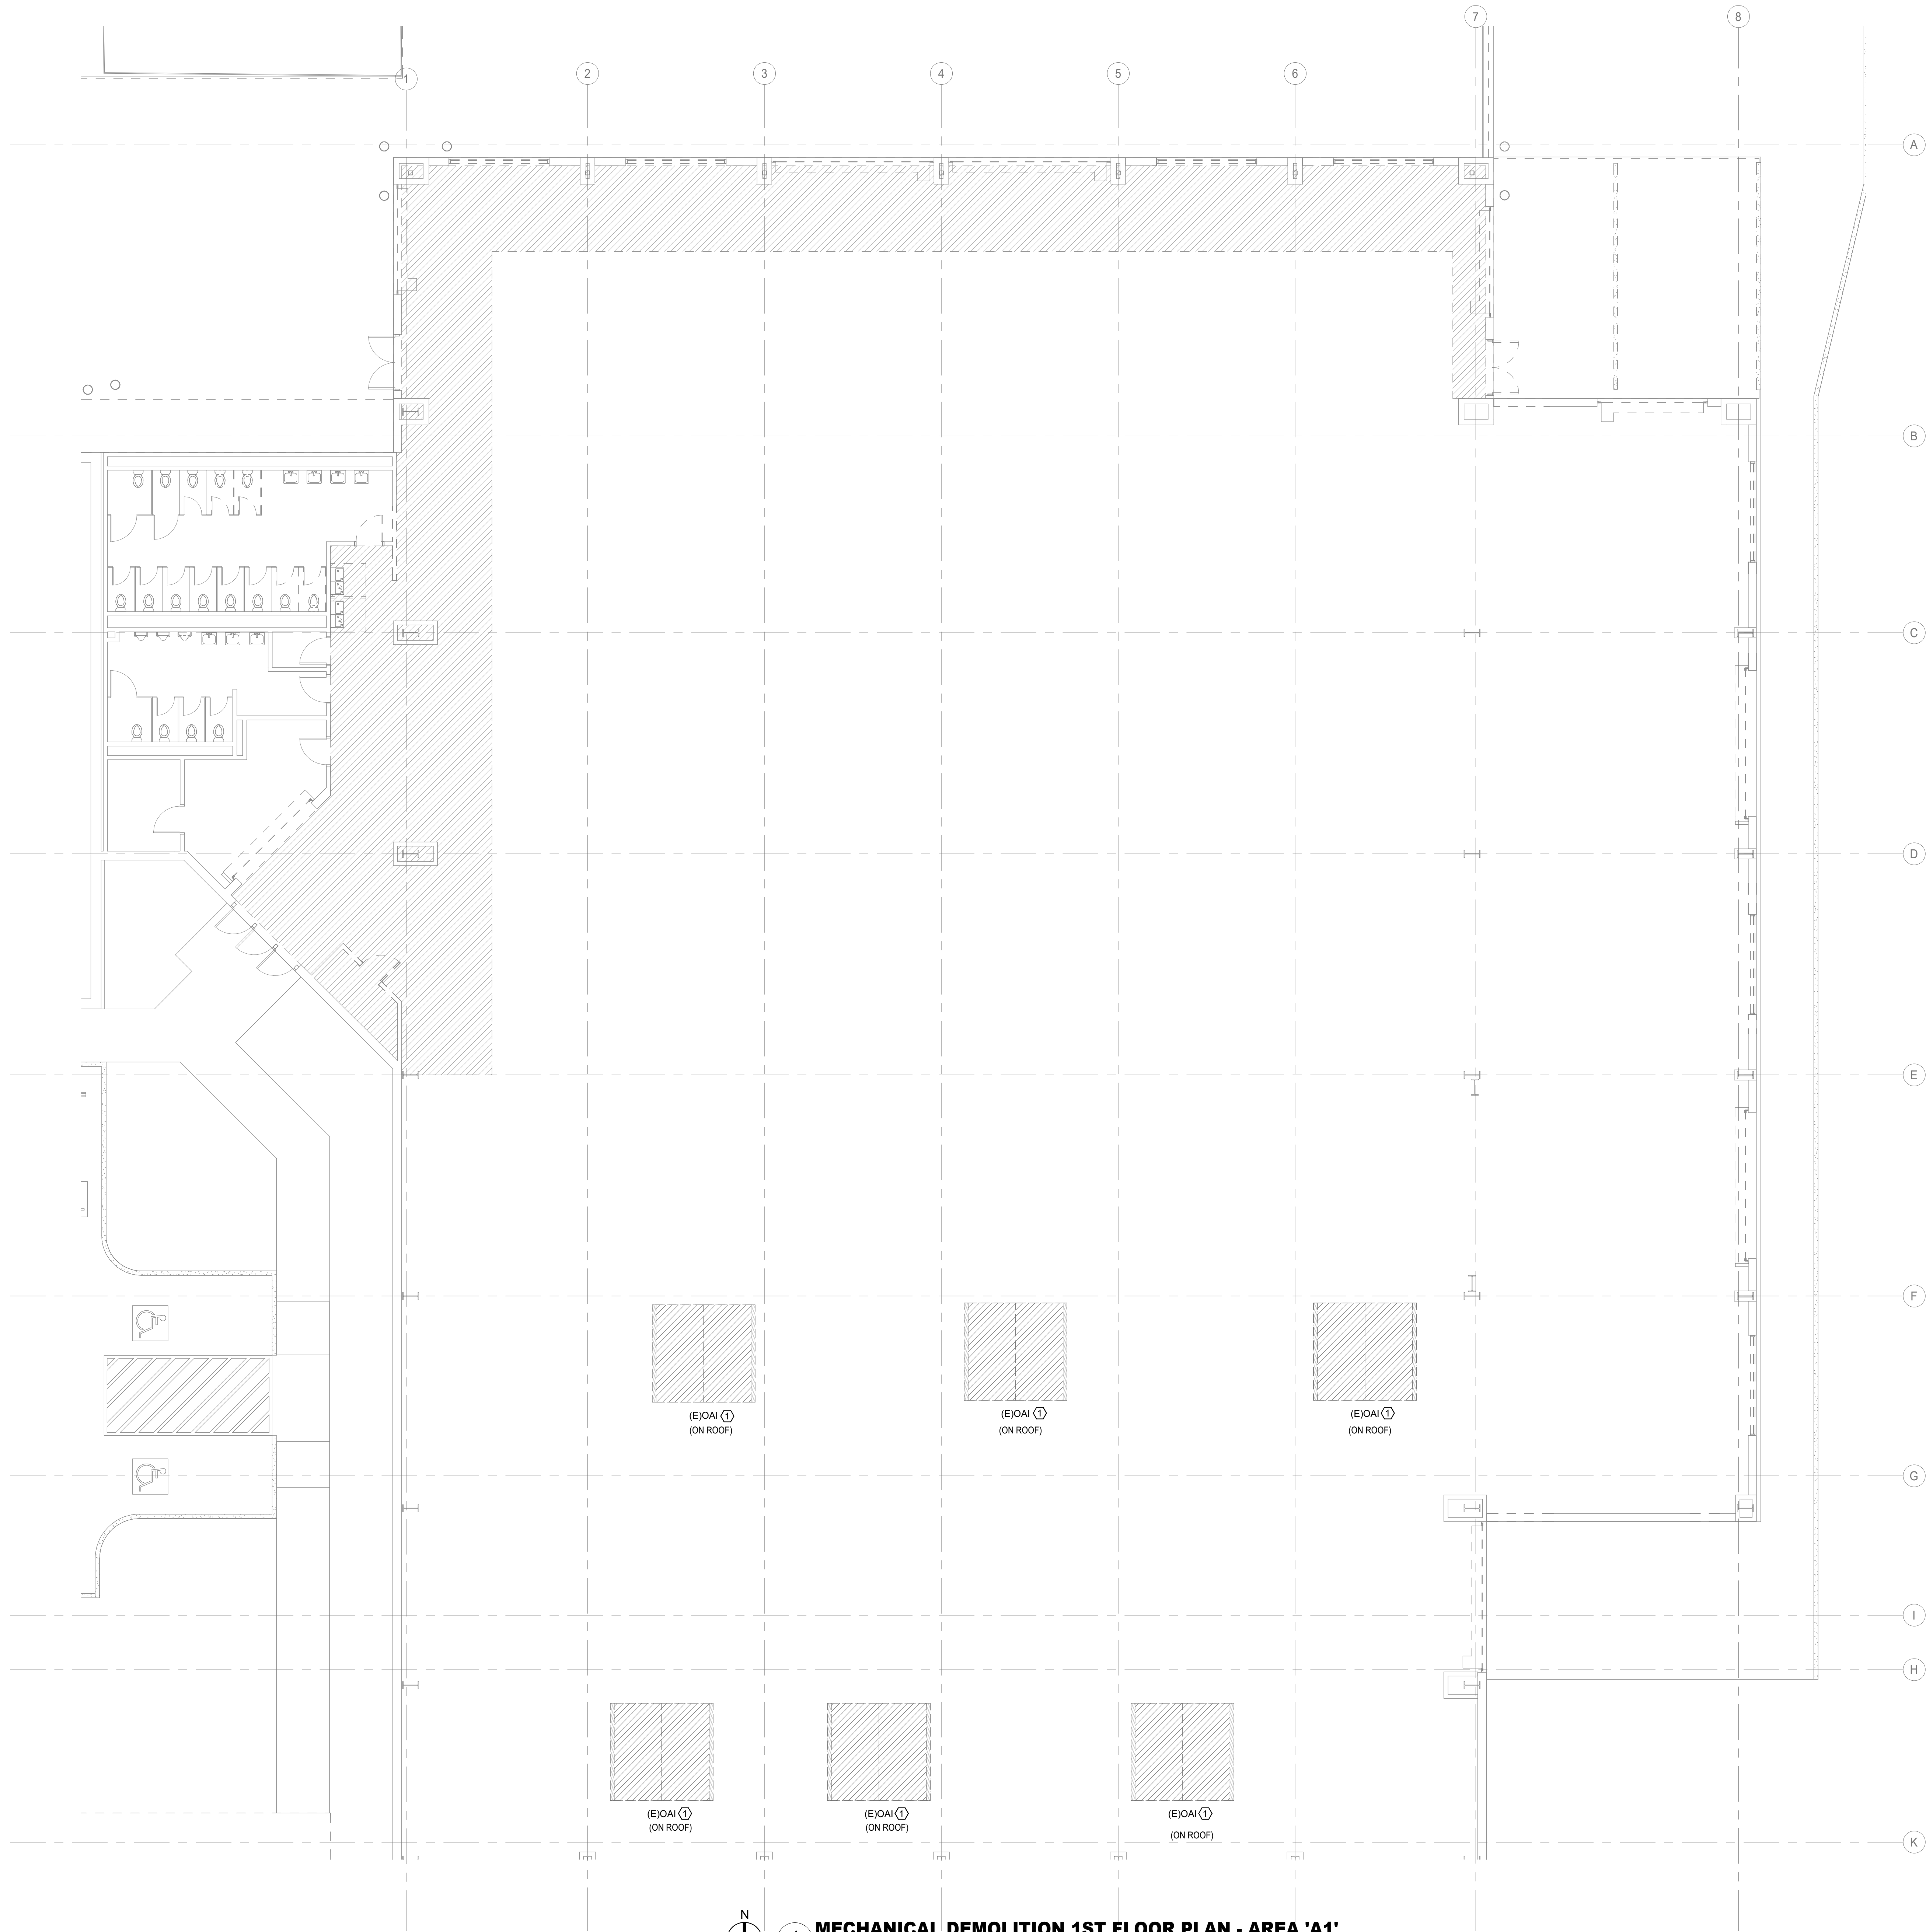 7
8
1
2
3
4
5
6
A
B
C
D
E
F
(E)OAI 1
(ON ROOF)
(E)OAI 1
(ON ROOF)
(E)OAI 1
(ON ROOF)
G
I
H
(E)OAI 1
(ON ROOF)
(E)OAI 1
(ON ROOF)
(E)OAI 1
(ON ROOF)
K
N
MECHANICAL DEMOLITION 1ST FLOOR PLAN - AREA 'A1'